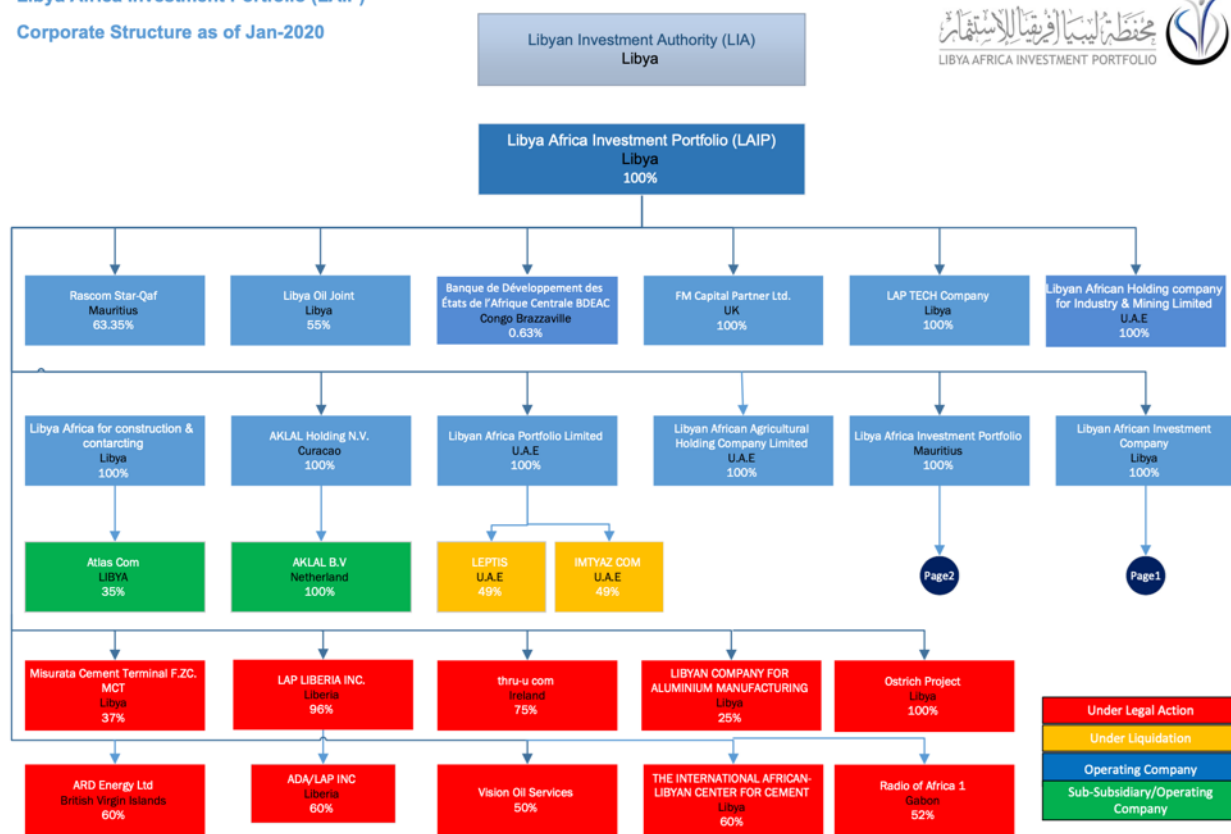 Libya Africa Investment Portfolio (LAIP)
Corporate Structure as of Jan-2020
Libyan Investment Authority (LIA)
Libya
محفظة ليبيا أفريقيا للاستثمار
LIBYA AFRICA INVESTMENT PORTFOLIO
Libya Africa Investment Portfolio (LAIP)
Libya
100%
Rascom Star-Qaf
Mauritius
63.35%
Libya Oil Joint
Libya
55%
Banque de Développement des
États de l'Afrique Centrale BDEAC
Congo Brazzaville
0.63%
FM Capital Partner Ltd.
UK
100%
LAP TECH Company
Libya
100%
Libyan African Holding company
for Industry & Mining Limited
U.A.E
100%
Libya Africa for construction &
contarcting
Libya
100%
AKLAL Holding N.V.
Curacao
100%
Libyan Africa Portfolio Limited
U.A.E
100%
Libyan African Agricultural
Holding Company Limited
U.A.E
100%
Libya Africa Investment Portfolio
Mauritius
100%
Libyan African Investment
Company
Libya
100%
Atlas Com
LIBYA
35%
AKLAL B.V
Netherland
100%
LEPTIS
U.A.E
49%
IMTYAZ COM
U.A.E
49%
Page2
Page1
Misurata Cement Terminal F.ZC.
MCT
Libya
37%
LAP LIBERIA INC.
Liberia
96%
thru-u com
Ireland
75%
LIBYAN COMPANY FOR
ALUMINIUM MANUFACTURING
Libya
25%
Ostrich Project
Libya
100%
ARD Energy Ltd
British Virgin Islands
60%
ADA/LAP INC
Liberia
60%
Vision Oil Services
50%
THE INTERNATIONAL AFRICAN-
LIBYAN CENTER FOR CEMENT
Libya
60%
Radio of Africa 1
Gabon
52%
Under Legal Action
Under Liquidation
Operating Company
Sub-Subsidiary/Operating
Company